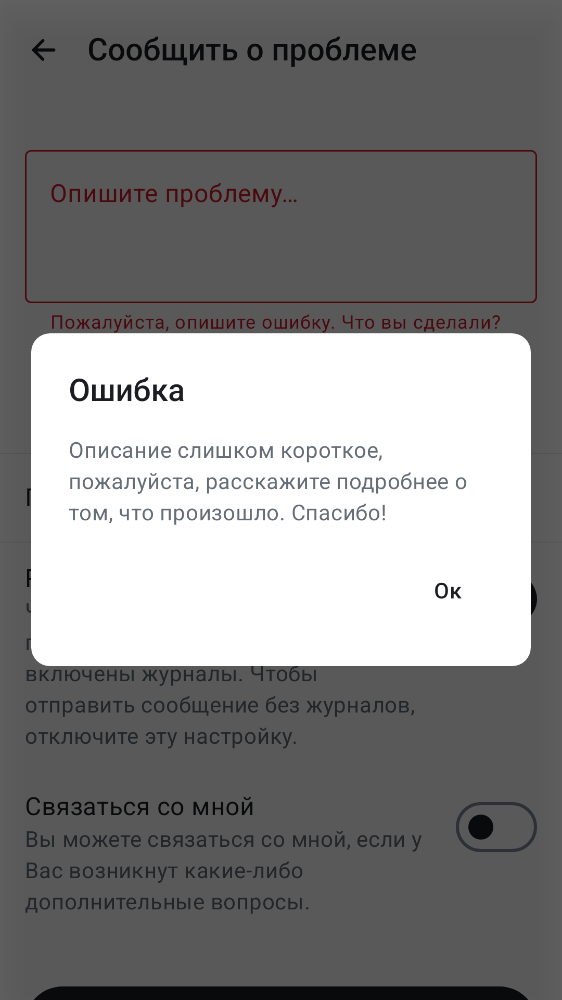 Сообщить о проблеме
Опишите проблему...
Пожалуйста, опишите ошибку. Что вы сделали?
Ошибка
Описание слишком короткое,
пожалуйста, расскажите подробнее о
том, что произошло. Спасибо!
Ок
включены журналы. Чтобы
отправить сообщение без журналов,
отключите эту настройку.
Связаться со мной
Вы можете связаться со мной, если у
Вас возникнут какие-либо
дополнительные вопросы.